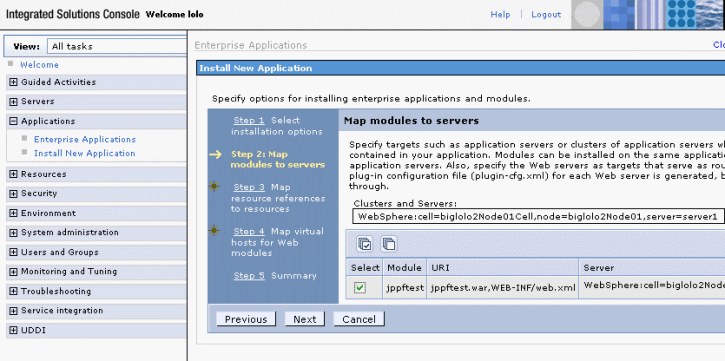 Integrated Solutions Console Welcome lolo
Help | Logout
View: All tasks
Welcome
Guided Activities
Servers
Applications
Enterprise Applications
Install New Application
Resources
Security
Environment
System administration
Users and Groups
Monitoring and Tuning
Troubleshooting
Service integration
UDDI
Enterprise Applications
Install New Application
Specify options for installing enterprise applications and modules.
Step 1 Select
installation options
Step 2: Map
modules to servers
Step 3 Map
resource references
to resources
Step 4 Map virtual
hosts for Web
modules
Step 5 Summary
Map modules to servers
Specify targets such as application servers or clusters of application servers
contained in your application. Modules can be installed on the same
application servers. Also, specify the Web servers as targets that serve as
plug-in configuration file (plugin-cfg.xml) for each Web server is generated,
through.
Clusters and Servers:
WebSphere:cell=biglolo2Node01Cell,node=biglolo2Node01,server=server1
Select Module URI Server
jppftest jppftest.war,WEB-INF/web.xml WebSphere:cell=biglolo2Node
Previous Next Cancel